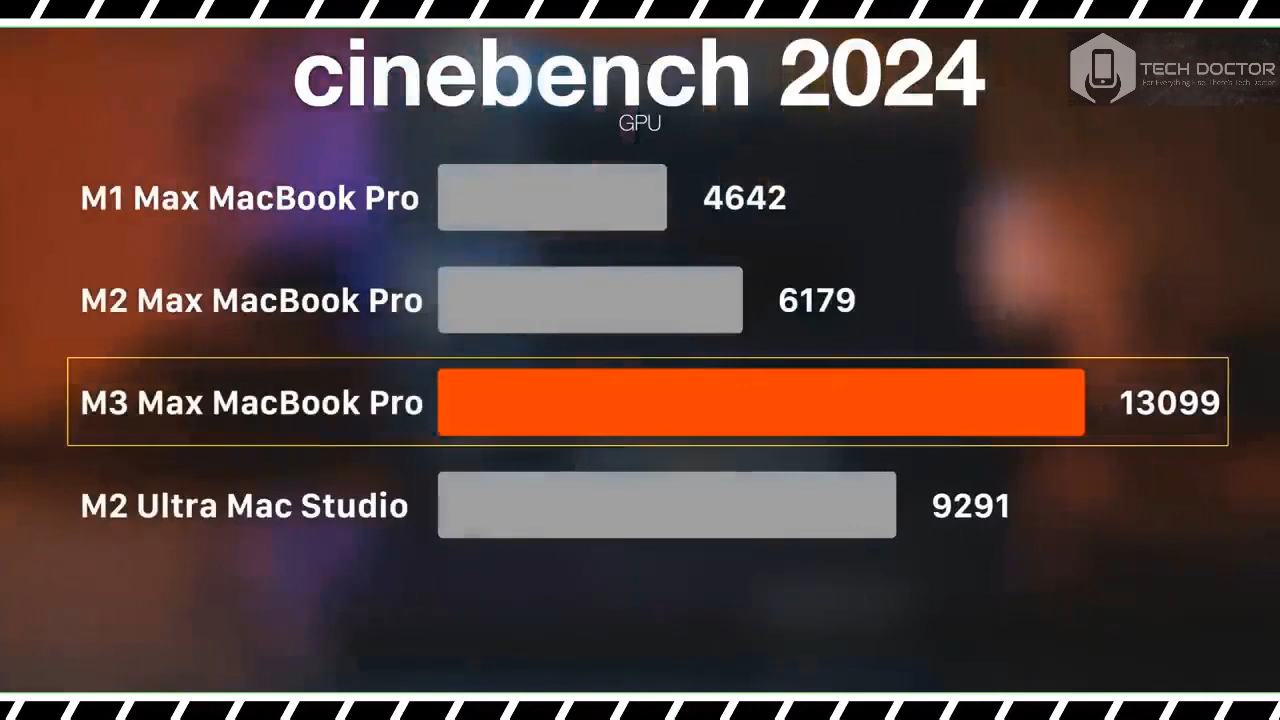 cinebench 2024
GPU
TECH DOCTOR
M1 Max MacBook Pro 4642
M2 Max MacBook Pro 6179
M3 Max MacBook Pro 13099
M2 Ultra Mac Studio 9291